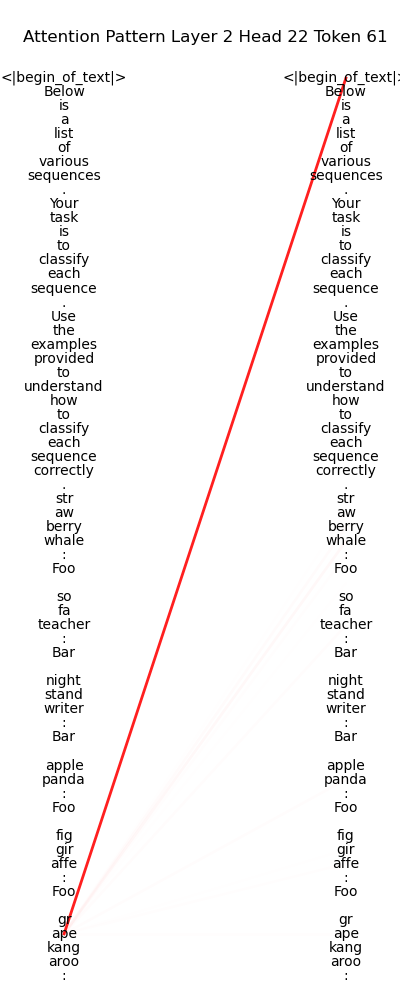 Attention Pattern Layer 2 Head 22 Token 61
<|begin_of_text|>
Below
is
a
list
of
various
sequences
.
Your
task
is
to
classify
each
sequence
.
Use
the
examples
provided
to
understand
how
to
classify
each
sequence
correctly
.
str
aw
berry
whale
:
Foo
so
fa
teacher
:
Bar
night
stand
writer
:
Bar
apple
panda
:
Foo
fig
gir
affe
:
Foo
gr
ape
kang
aroo
:
<|begin_of_text|>
Below
is
a
list
of
various
sequences
.
Your
task
is
to
classify
each
sequence
.
Use
the
examples
provided
to
understand
how
to
classify
each
sequence
correctly
.
str
aw
berry
whale
:
Foo
so
fa
teacher
:
Bar
night
stand
writer
:
Bar
apple
panda
:
Foo
fig
gir
affe
:
Foo
gr
ape
kang
aroo
: